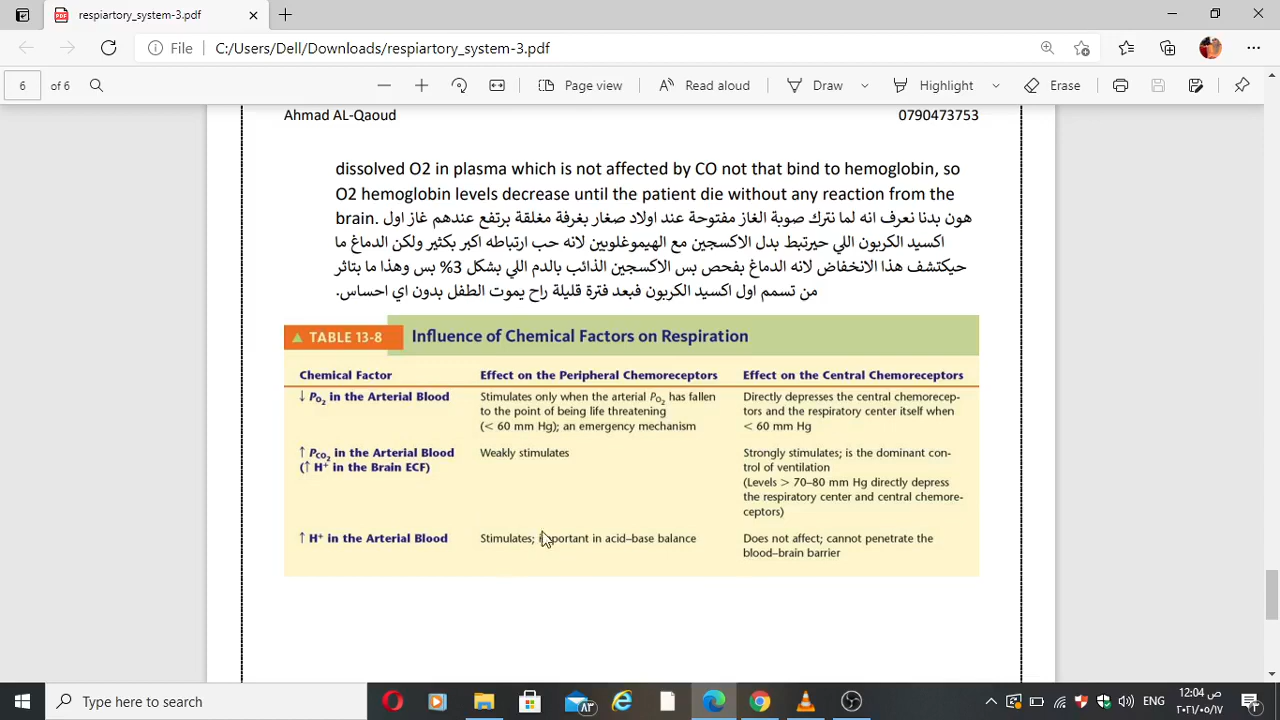 respiartory_system-3.pdf
File
C:/Users/Dell/Downloads/respiartory_system-3.pdf
6
of 6
Page view
Read aloud
Draw
Highlight
Erase
Ahmad AL-Qaoud
0790473753
dissolved O2 in plasma which is not affected by CO not that bind to hemoglobin, so
O2 hemoglobin levels decrease until the patient die without any reaction from the
brain. هون بدنا نعرف انه لما نترك صوبة الغاز مفتوحة عند اولاد صغار بغرفة مغلقة برتفع عندهم غاز اول
اكسيد الكربون اللي حيرتبط بدل الاكسجين مع الهيموغلوبين لانه حب ارتباطه اكبر بكثير ولكن الدماغ ما
حيكتشف هذا الانخفاض لانه الدماغ بفحص بس الاكسجين الذائب بالدم اللي بشكل 3% بس وهذا ما بتاثر
من تسمم اول اكسيد الكربون فبعد فترة قليلة راح يموت الطفل بدون اي احساس.
▲ TABLE 13-8
Influence of Chemical Factors on Respiration
Chemical Factor
Effect on the Peripheral Chemoreceptors
Effect on the Central Chemoreceptors
↓ PO2 in the Arterial Blood
Stimulates only when the arterial PO2 has fallen
to the point of being life threatening
(< 60 mm Hg); an emergency mechanism
Directly depresses the central chemorecep-
tors and the respiratory center itself when
< 60 mm Hg
↑ PCO2 in the Arterial Blood
(↑ H+ in the Brain ECF)
Weakly stimulates
Strongly stimulates; is the dominant con-
trol of ventilation
(Levels > 70–80 mm Hg directly depress
the respiratory center and central chemore-
ceptors)
↑ H+ in the Arterial Blood
Stimulates; important in acid–base balance
Does not affect; cannot penetrate the
blood–brain barrier
Type here to search
ENG
12:04 ص
٢٠٢١/٠٥/١٧